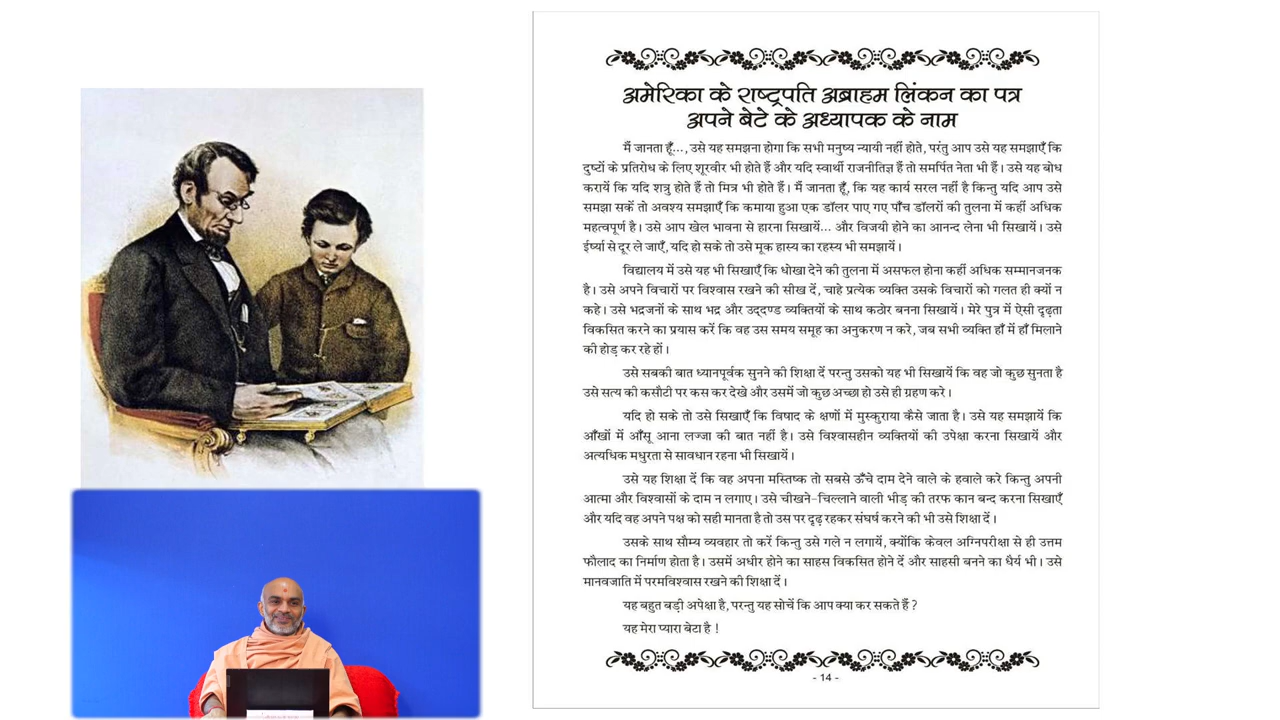 अमेरिका के राष्ट्रपति अब्राहम लिंकन का पत्र
अपने बेटे के अध्यापक के नाम
मैं जानता हूँ..., उसे यह समझना होगा कि सभी मनुष्य न्यायी नहीं होते, परंतु आप उसे यह समझाएँ कि
दुष्टों के प्रतिरोध के लिए शूरवीर भी होते हैं और यदि स्वार्थी राजनीतिज्ञ हैं तो समर्पित नेता भी हैं। उसे यह बोध
करायें कि यदि शत्रु होते हैं तो मित्र भी होते हैं। मैं जानता हूँ, कि यह कार्य सरल नहीं है किन्तु यदि आप उसे
समझा सकें तो अवश्य समझाएँ कि कमाया हुआ एक डॉलर पाए गए पाँच डॉलरों की तुलना में कहीं अधिक
महत्वपूर्ण है। उसे आप खेल भावना से हारना सिखायें... और विजयी होने का आनन्द लेना भी सिखायें। उसे
ईर्ष्या से दूर ले जाएँ, यदि हो सके तो उसे मूक हास्य का रहस्य भी समझायें।
विद्यालय में उसे यह भी सिखाएँ कि धोखा देने की तुलना में असफल होना कहीं अधिक सम्मानजनक
है। उसे अपने विचारों पर विश्वास रखने की सीख दें, चाहे प्रत्येक व्यक्ति उसके विचारों को गलत ही क्यों न
कहे। उसे भद्रजनों के साथ भद्र और उद्दण्ड व्यक्तियों के साथ कठोर बनना सिखायें। मेरे पुत्र में ऐसी दृढ़ता
विकसित करने का प्रयास करें कि वह उस समय समूह का अनुकरण न करे, जब सभी व्यक्ति हाँ में हाँ मिलाने
की होड़ कर रहे हों।
उसे सबकी बात ध्यानपूर्वक सुनने की शिक्षा दें परन्तु उसको यह भी सिखायें कि वह जो कुछ सुनता है
उसे सत्य की कसौटी पर कस कर देखे और उसमें जो कुछ अच्छा हो उसे ही ग्रहण करे।
यदि हो सके तो उसे सिखाएँ कि विषाद के क्षणों में मुस्कुराया कैसे जाता है। उसे यह समझायें कि
आँखों में आँसू आना लज्जा की बात नहीं है। उसे विश्वासहीन व्यक्तियों की उपेक्षा करना सिखायें और
अत्यधिक मधुरता से सावधान रहना भी सिखायें।
उसे यह शिक्षा दें कि वह अपना मस्तिष्क तो सबसे ऊँचे दाम देने वाले के हवाले करे किन्तु अपनी
आत्मा और विश्वासों के दाम न लगाए। उसे चीखने-चिल्लाने वाली भीड़ की तरफ कान बन्द करना सिखाएँ
और यदि वह अपने पक्ष को सही मानता है तो उस पर दृढ़ रहकर संघर्ष करने की भी उसे शिक्षा दें।
उसके साथ सौम्य व्यवहार तो करें किन्तु उसे गले न लगायें, क्योंकि केवल अग्निपरीक्षा से ही उत्तम
फौलाद का निर्माण होता है। उसमें अधीर होने का साहस विकसित होने दें और साहसी बनने का धैर्य भी। उसे
मानवजाति में परमविश्वास रखने की शिक्षा दें।
यह बहुत बड़ी अपेक्षा है, परन्तु यह सोचें कि आप क्या कर सकते हैं ?
यह मेरा प्यारा बेटा है !
- 14 -